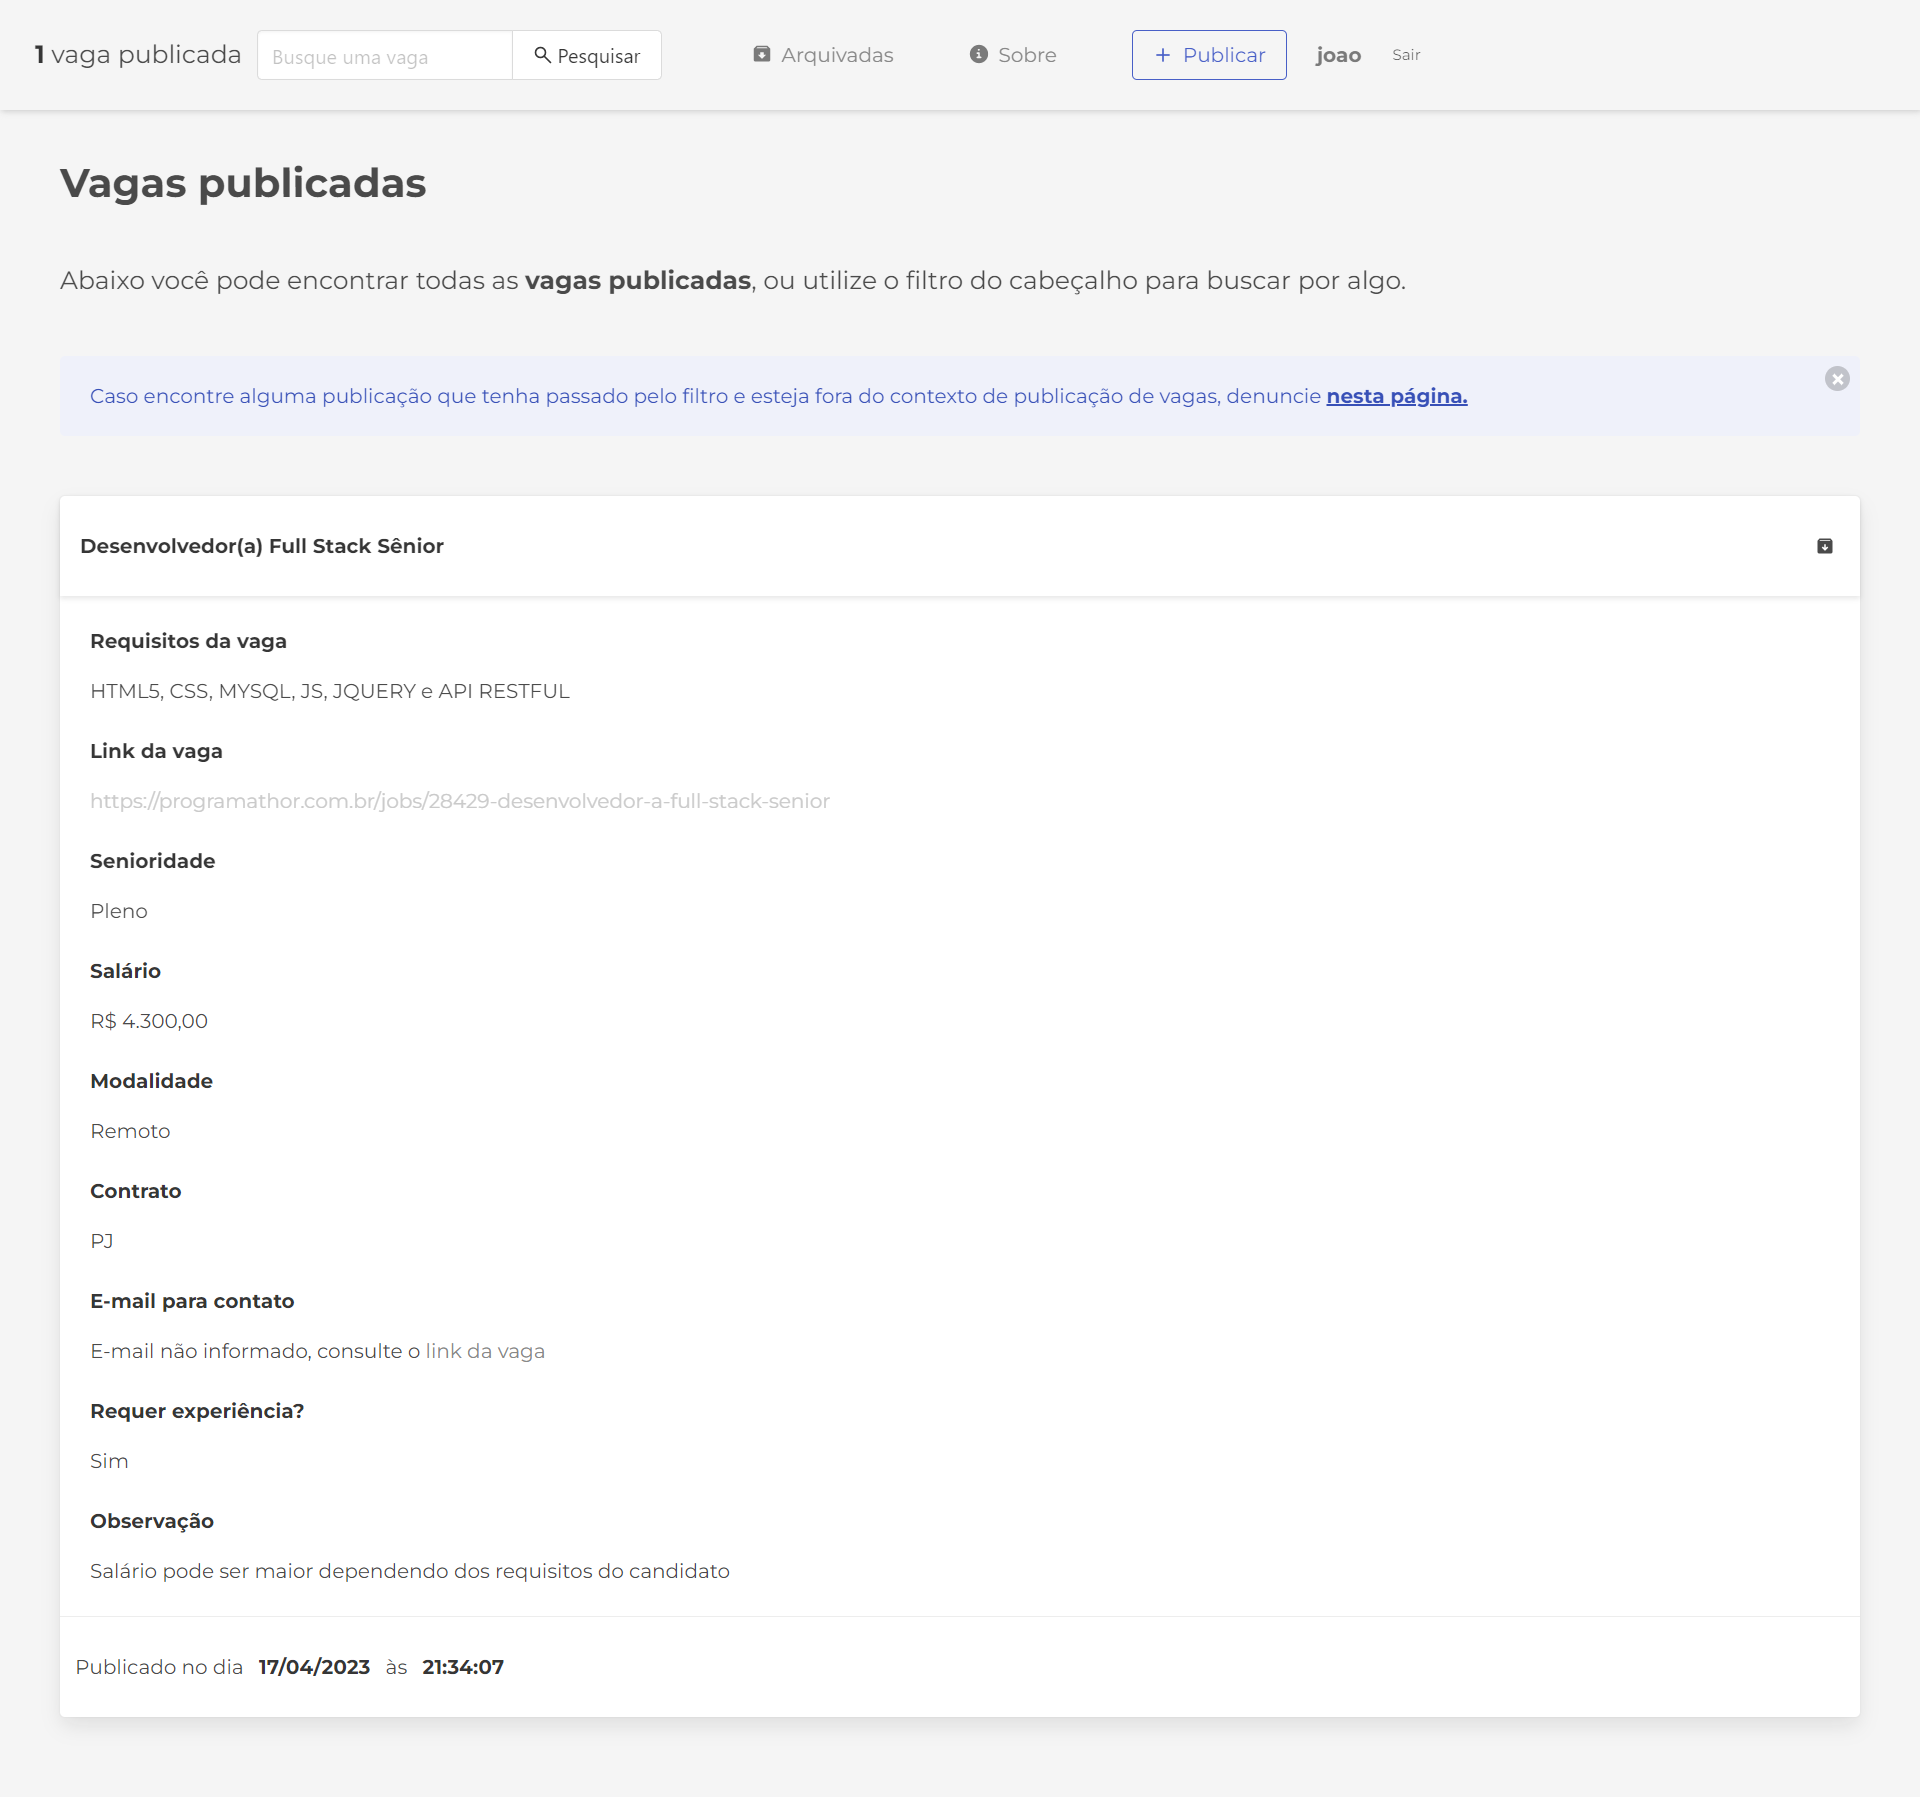 1 vaga publicada Busque uma vaga Pesquisar Arquivadas Sobre + Publicar joao Sair
Vagas publicadas
Abaixo você pode encontrar todas as vagas publicadas, ou utilize o filtro do cabeçalho para buscar por algo.
Caso encontre alguma publicação que tenha passado pelo filtro e esteja fora do contexto de publicação de vagas, denuncie nesta página.
Desenvolvedor(a) Full Stack Sênior
Requisitos da vaga
HTML5, CSS, MYSQL, JS, JQUERY e API RESTFUL
Link da vaga
https://programathor.com.br/jobs/28429-desenvolvedor-a-full-stack-senior
Senioridade
Pleno
Salário
R$ 4.300,00
Modalidade
Remoto
Contrato
PJ
E-mail para contato
E-mail não informado, consulte o link da vaga
Requer experiência?
Sim
Observação
Salário pode ser maior dependendo dos requisitos do candidato
Publicado no dia 17/04/2023 às 21:34:07